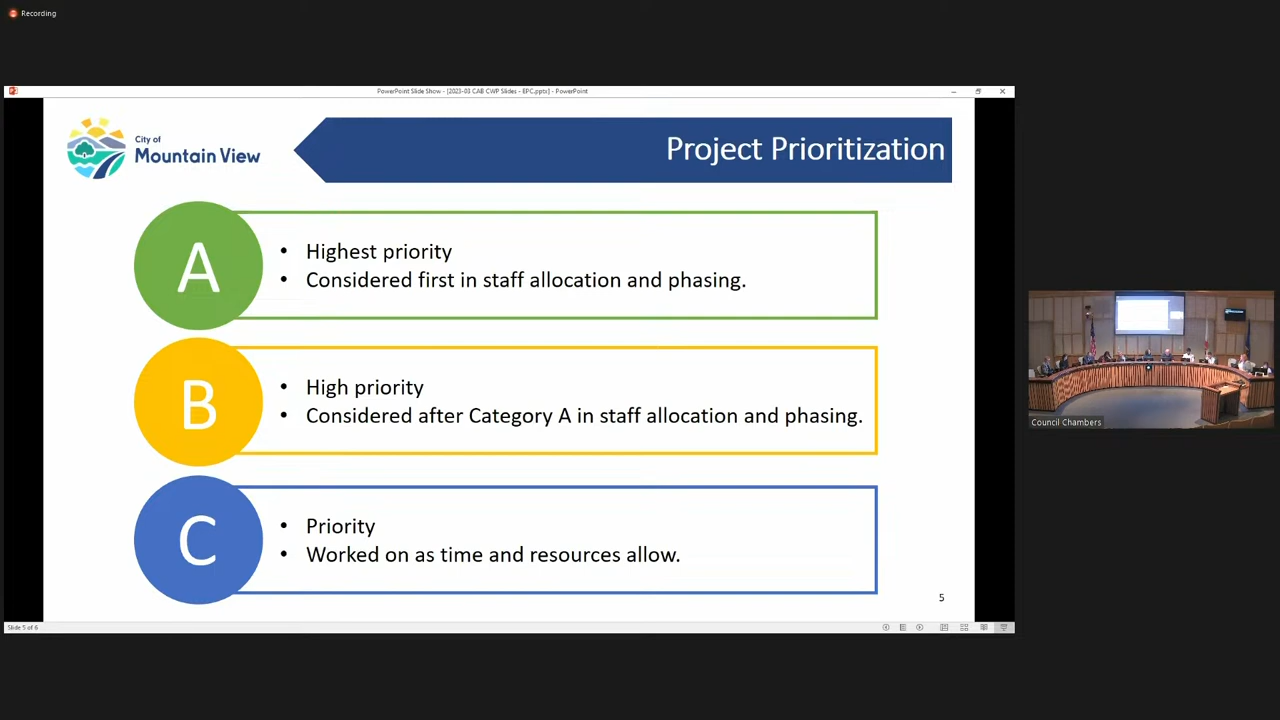 Recording
PowerPoint Slide Show - [2023-03 CAB CWP Slides - EPC.pptx] - PowerPoint
City of
Mountain View
Project Prioritization
A
• Highest priority
• Considered first in staff allocation and phasing.
B
• High priority
• Considered after Category A in staff allocation and phasing.
C
• Priority
• Worked on as time and resources allow.
5
Slide 5 of 6
Council Chambers